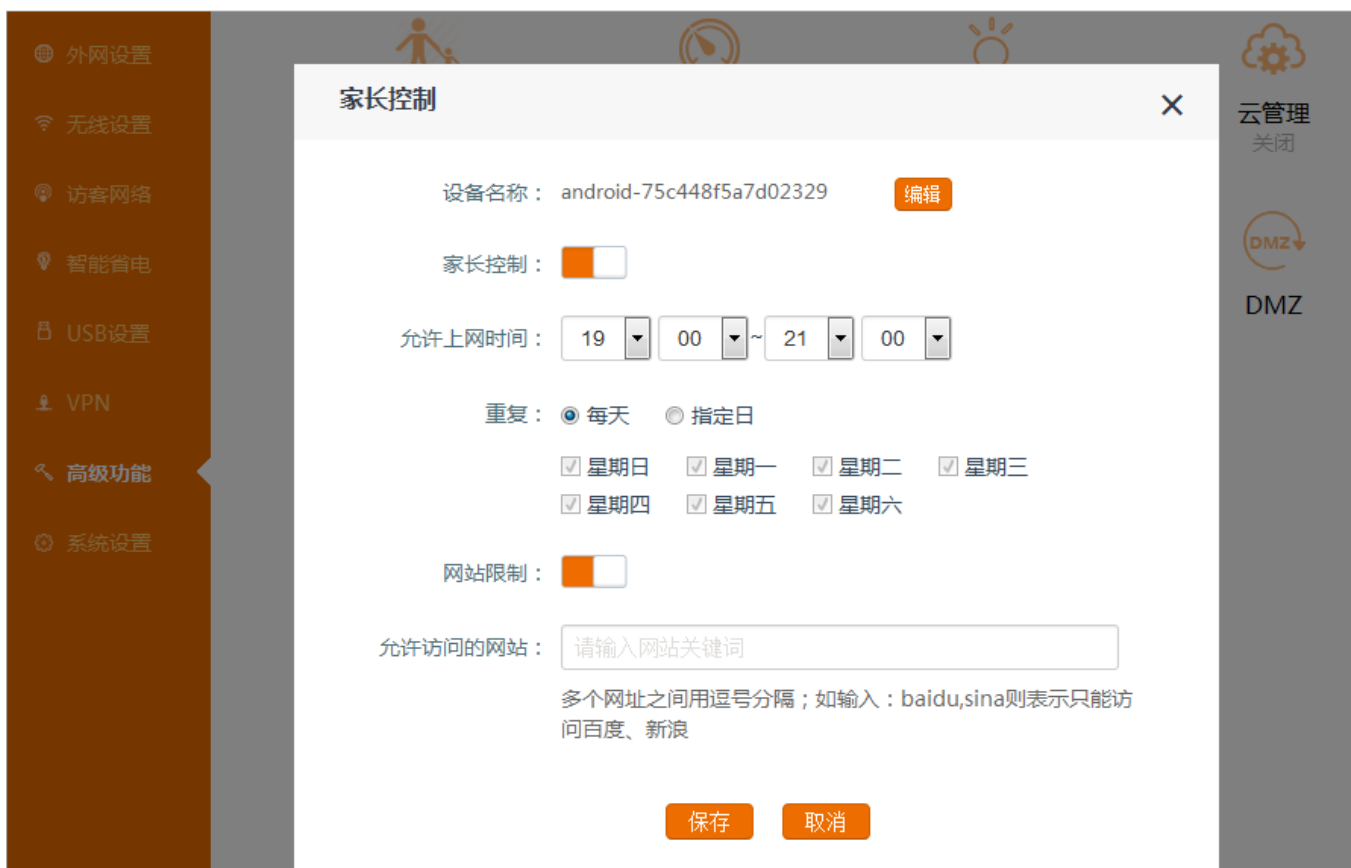 外网设置
无线设置
访客网络
智能省电
USB设置
VPN
高级功能
系统设置
家长控制
云管理
关闭
DMZ
DMZ
设备名称： android-75c448f5a7d02329 编辑
家长控制：
允许上网时间： 19 00 ~ 21 00
重复： 每天 指定日
星期日 星期一 星期二 星期三
星期四 星期五 星期六
网站限制：
允许访问的网站： 请输入网站关键词
多个网址之间用逗号分隔；如输入：baidu,sina则表示只能访
问百度、新浪
保存 取消